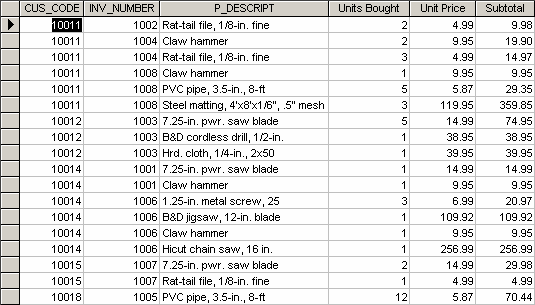 CUS_CODE INV_NUMBER P_DESCRIPT Units Bought Unit Price Subtotal
10011 1002 Rat-tail file, 1/8-in. fine 2 4.99 9.98
10011 1004 Claw hammer 2 9.95 19.90
10011 1004 Rat-tail file, 1/8-in. fine 3 4.99 14.97
10011 1008 Claw hammer 1 9.95 9.95
10011 1008 PVC pipe, 3.5-in., 8-ft 5 5.87 29.35
10011 1008 Steel matting, 4'x8'x1/6", .5" mesh 3 119.95 359.85
10012 1003 7.25-in. pwr. saw blade 5 14.99 74.95
10012 1003 B&D cordless drill, 1/2-in. 1 38.95 38.95
10012 1003 Hrd. cloth, 1/4-in., 2x50 1 39.95 39.95
10014 1001 7.25-in. pwr. saw blade 1 14.99 14.99
10014 1001 Claw hammer 1 9.95 9.95
10014 1006 1.25-in. metal screw, 25 3 6.99 20.97
10014 1006 B&D jigsaw, 12-in. blade 1 109.92 109.92
10014 1006 Claw hammer 1 9.95 9.95
10014 1006 Hicut chain saw, 16 in. 1 256.99 256.99
10015 1007 7.25-in. pwr. saw blade 2 14.99 29.98
10015 1007 Rat-tail file, 1/8-in. fine 1 4.99 4.99
10018 1005 PVC pipe, 3.5-in., 8-ft 12 5.87 70.44